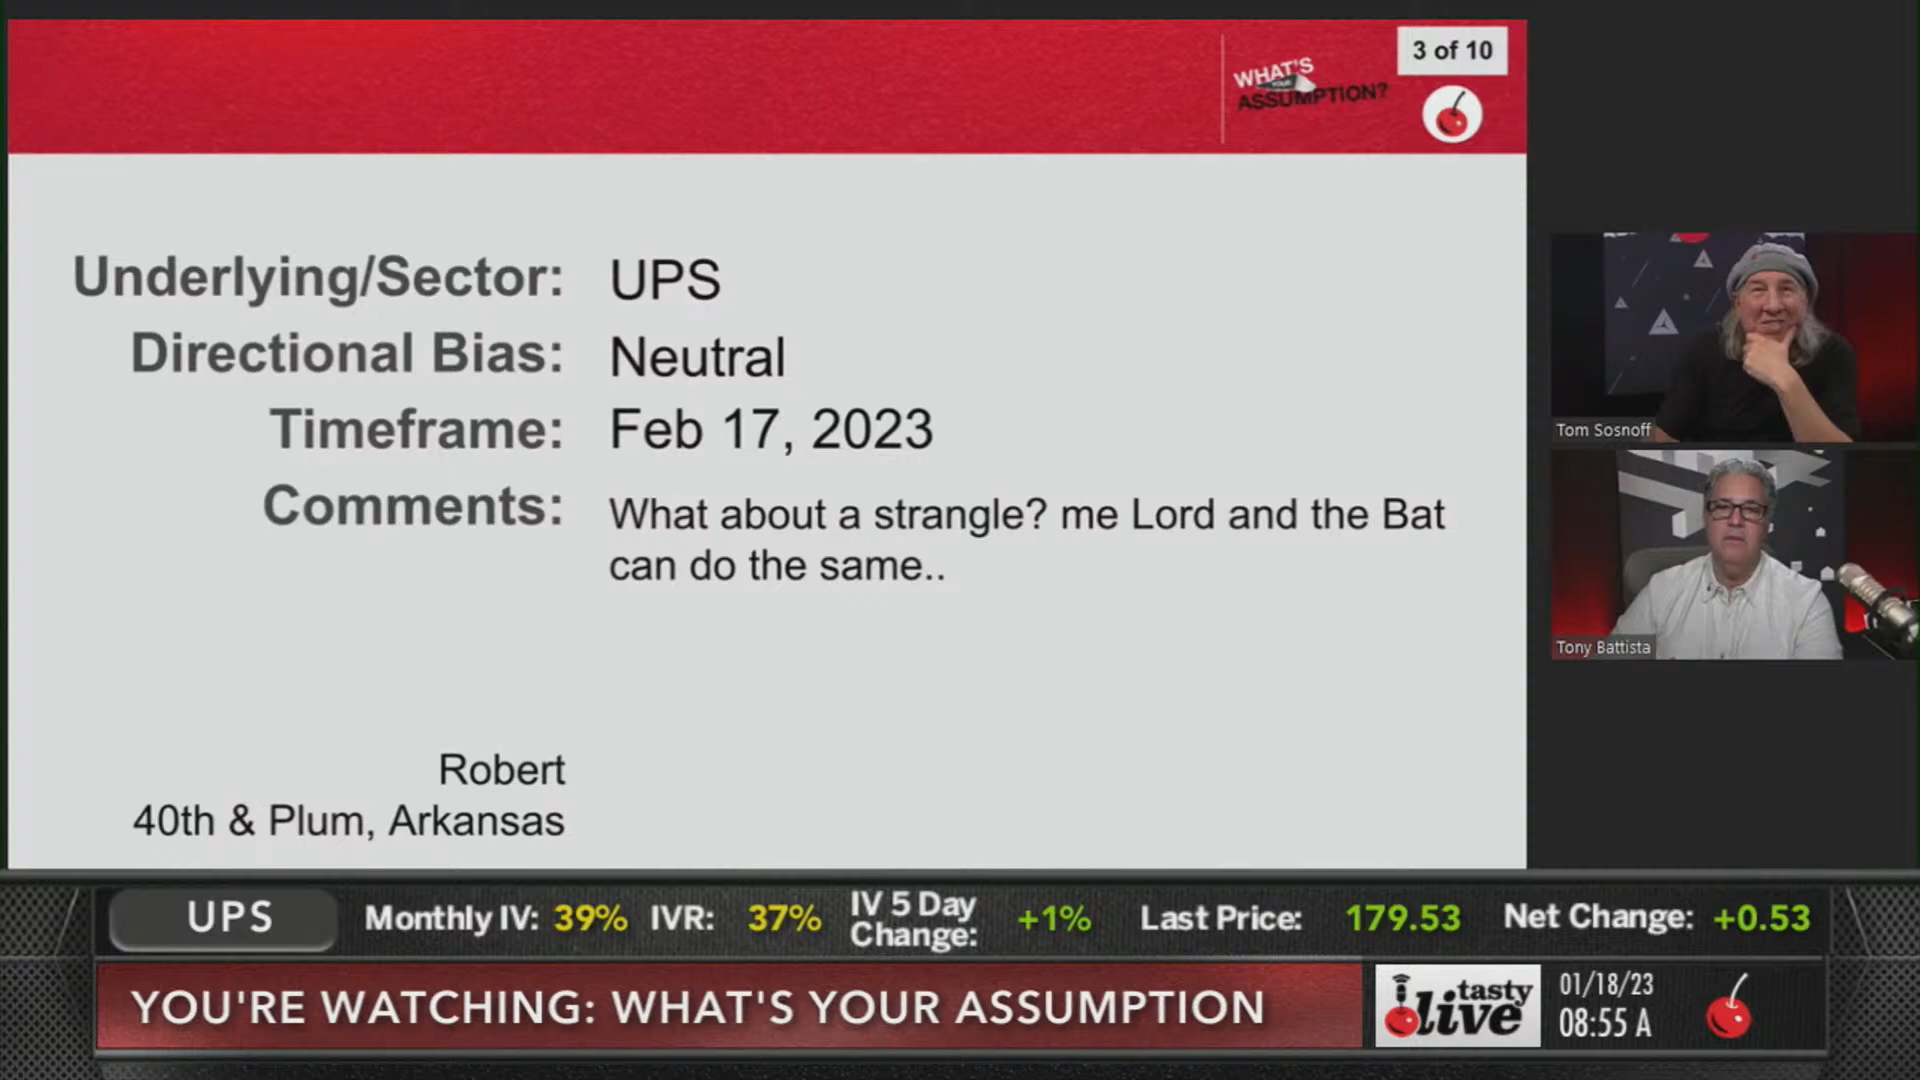 3 of 10
WHAT'S
YOUR
ASSUMPTION?
Underlying/Sector: UPS
Directional Bias: Neutral
Timeframe: Feb 17, 2023
Comments: What about a strangle? me Lord and the Bat
can do the same..
Robert
40th & Plum, Arkansas
Tom Sosnoff
Tony Battista
UPS Monthly IV: 39% IVR: 37% IV 5 Day
Change: +1% Last Price: 179.53 Net Change: +0.53
YOU'RE WATCHING: WHAT'S YOUR ASSUMPTION
tasty
live
01/18/23
08:55 A